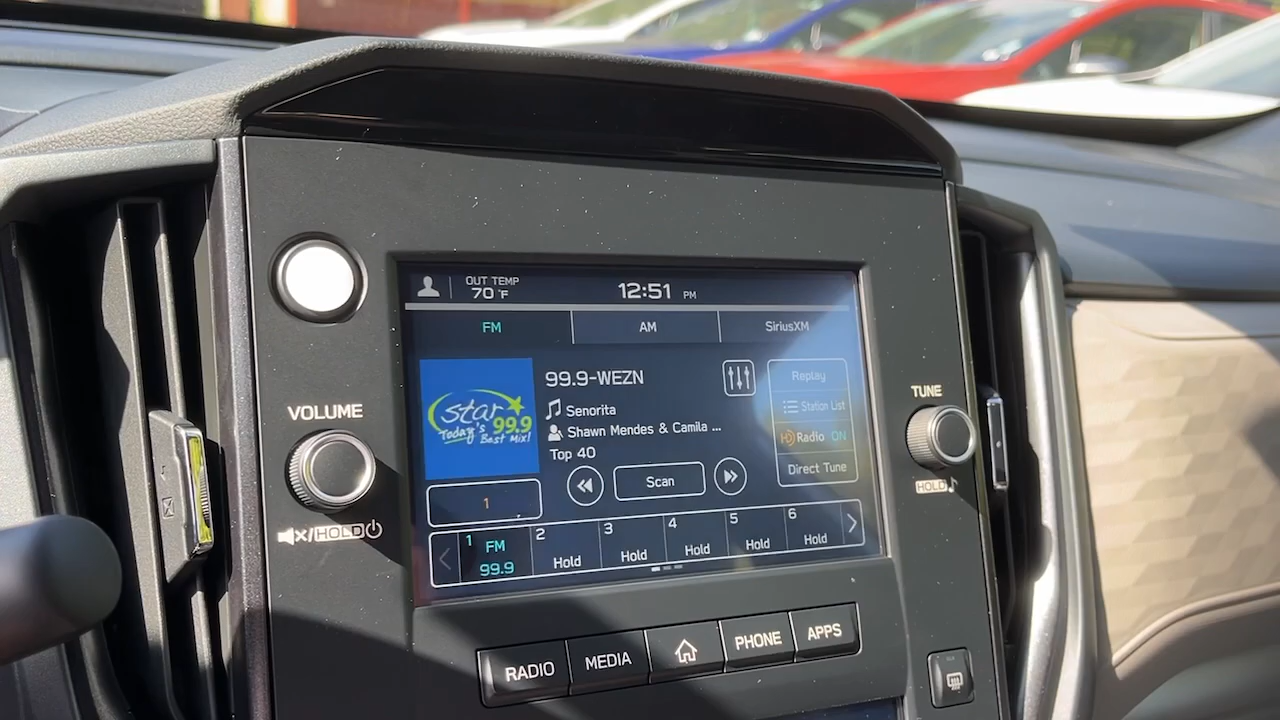 OUT TEMP
70 °F
12:51 PM
FM
AM
SiriusXM
star
99.9
Today's Best Mix!
99.9-WEZN
Senorita
Shawn Mendes & Camila ...
Top 40
Replay
Station List
HD Radio ON
Direct Tune
Scan
1
1 FM 99.9
2 Hold
3 Hold
4 Hold
5 Hold
6 Hold
VOLUME
/HOLD
TUNE
HOLD
RADIO
MEDIA
PHONE
APPS